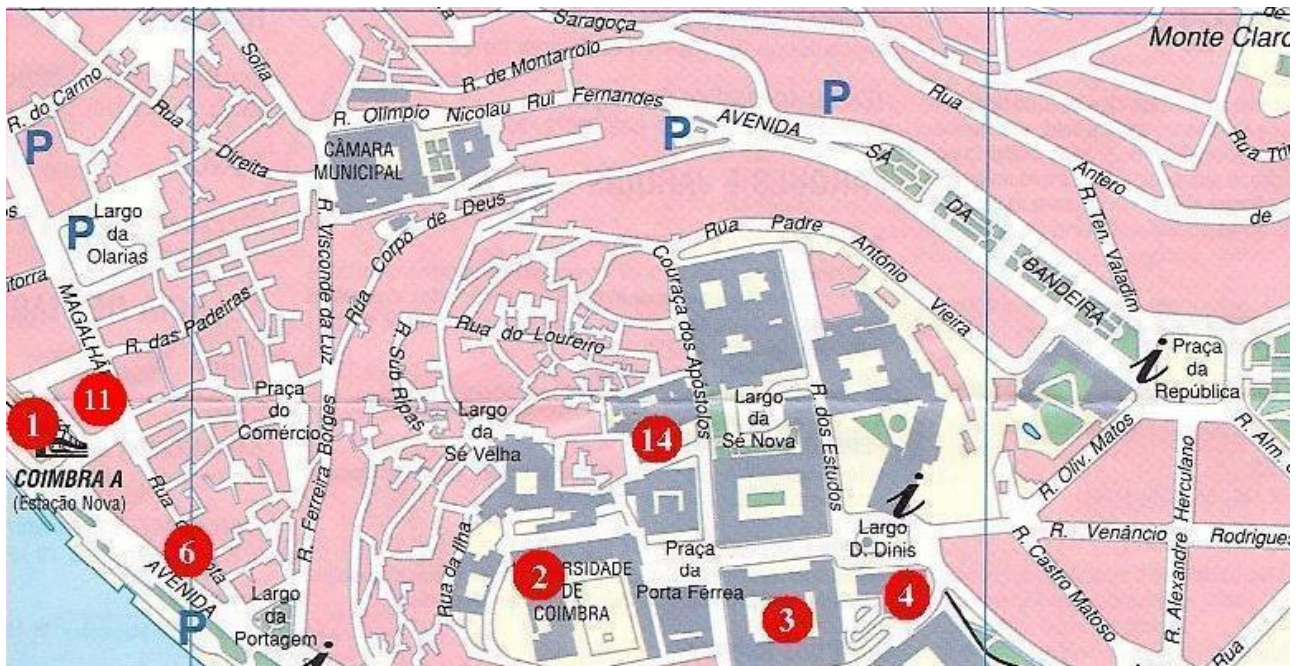 Saragoça
de
Monte Claro
Sofia
R. de Montarroio
R. do Carmo
Rua
Direita
R. Olímpio Nicolau Rui Fernandes
P
P
P
AVENIDA
SÁ
DA
BANDEIRA
Rua
Antero
de
CÂMARA
MUNICIPAL
Largo
da
Olarias
P
R. Ten. Valadim
Rua Corpo de Deus
R. Visconde da Luz
Couraça dos Apóstolos
Rua Padre António Vieira
MAGALHÃ
R. das Padeiras
R. Sub Ripas
Rua do Loureiro
i
Praça
da
República
1
11
Praça
do
Comércio
Largo
da
Sé Velha
14
Largo
da
Sé Nova
R. dos Estudos
R. Oliv. Matos
R. Alm.
COIMBRA A
(Estação Nova)
R. Ferreira Borges
i
Rua
6
Rua da Ilha
Largo
D. Dinis
R. Venâncio Rodrigues
R. Castro Matoso
R. Alexandre Herculano
Rua
AVENIDA
P
Largo
da
Portagem
i
2
RSIDADE
DE
COIMBRA
Praça
da
Porta Férrea
3
4